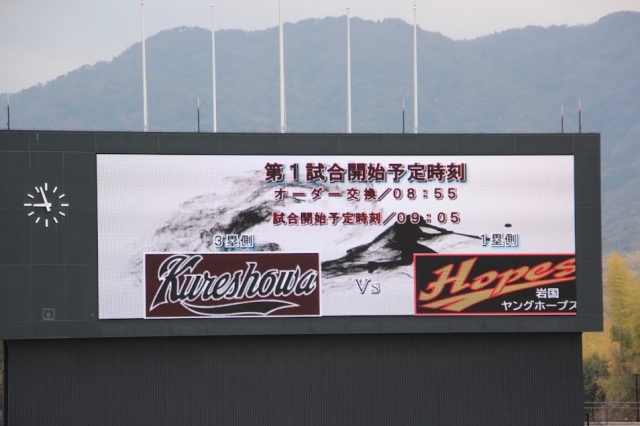 第1試合開始予定時刻
オーダー交換／08:55
試合開始予定時刻／09:05
3塁側
1塁側
Kureshowa
Vs
Hopes
岩国
ヤングホープス